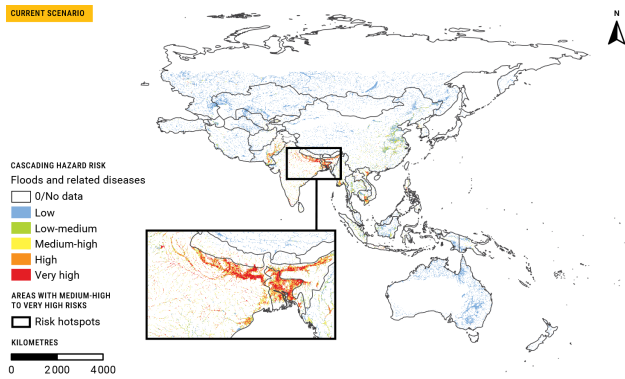 CURRENT SCENARIO
N
CASCADING HAZARD RISK
Floods and related diseases
0/No data
Low
Low-medium
Medium-high
High
Very high
AREAS WITH MEDIUM-HIGH
TO VERY HIGH RISKS
Risk hotspots
KILOMETRES
0 2 000 4 000